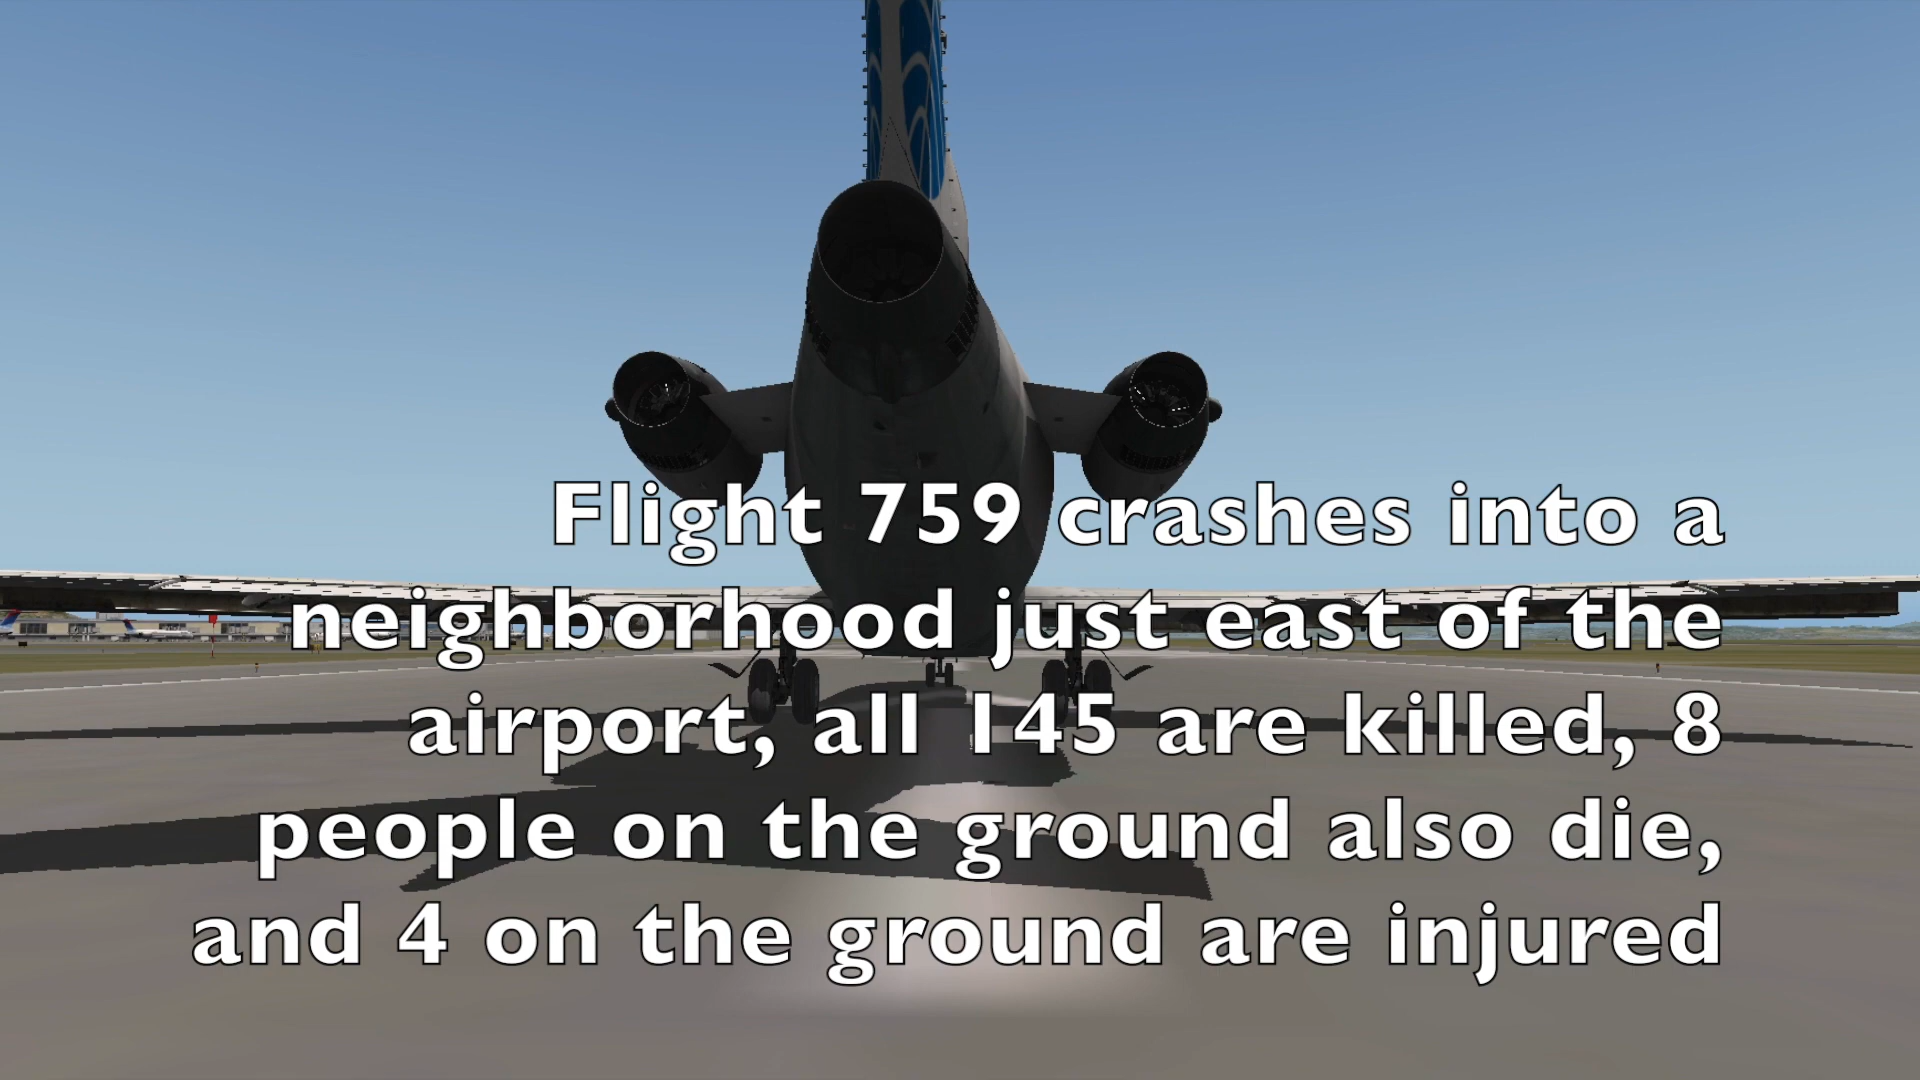 Flight 759 crashes into a
neighborhood just east of the
airport, all 145 are killed, 8
people on the ground also die,
and 4 on the ground are injured